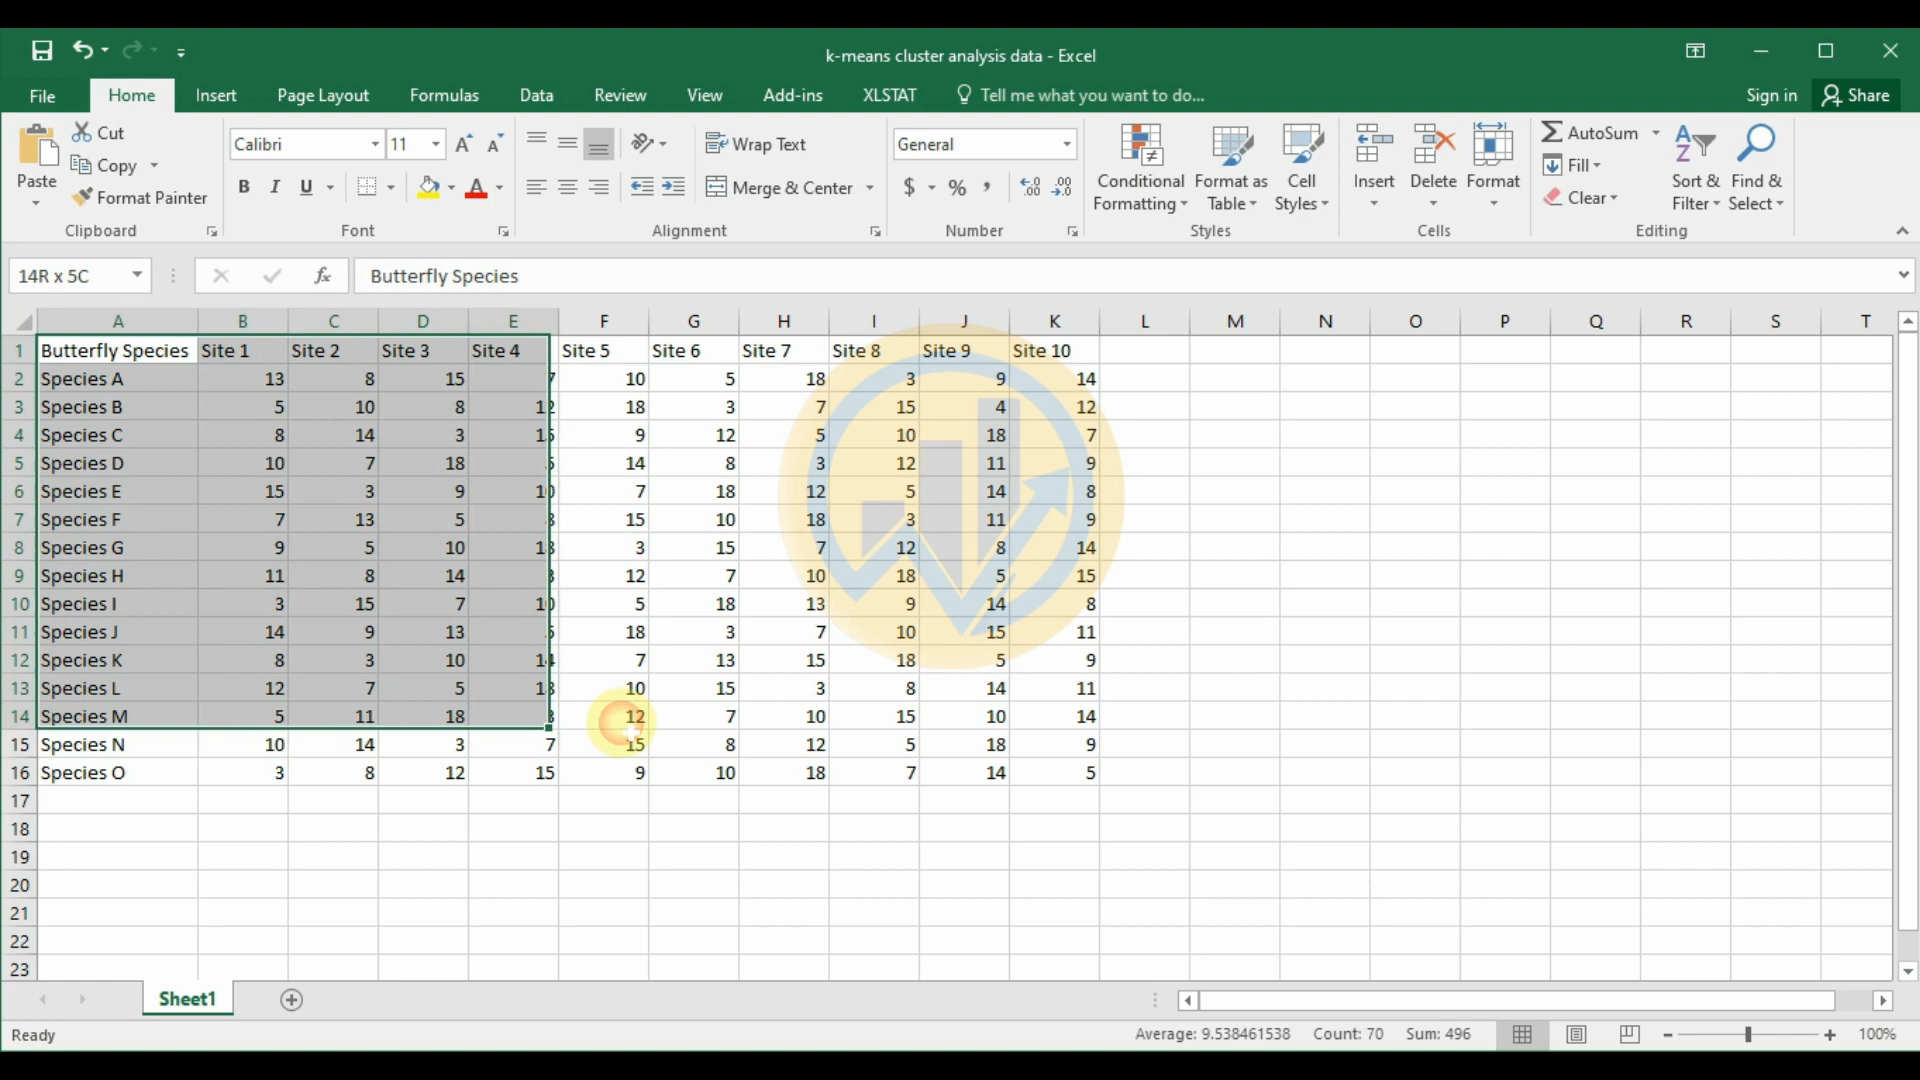 k-means cluster analysis data - Excel
File Home Insert Page Layout Formulas Data Review View Add-ins XLSTAT Tell me what you want to do... Sign in Share
Paste Cut Copy Format Painter Clipboard
Calibri 11 B I U A Font
Wrap Text Merge & Center Alignment
General $ % , Number
Conditional Formatting Format as Table Cell Styles Styles
Insert Delete Format Cells
AutoSum Fill Clear Sort & Filter Find & Select Editing
14R x 5C fx Butterfly Species
A B C D E F G H I J K L M N O P Q R S T
1 Butterfly Species Site 1 Site 2 Site 3 Site 4 Site 5 Site 6 Site 7 Site 8 Site 9 Site 10
2 Species A 13 8 15 7 10 5 18 3 9 14
3 Species B 5 10 8 12 18 3 7 15 4 12
4 Species C 8 14 3 15 9 12 5 10 18 7
5 Species D 10 7 18 5 14 8 3 12 11 9
6 Species E 15 3 9 10 7 18 12 5 14 8
7 Species F 7 13 5 8 15 10 18 3 11 9
8 Species G 9 5 10 18 3 15 7 12 8 14
9 Species H 11 8 14 3 12 7 10 18 5 15
10 Species I 3 15 7 10 5 18 13 9 14 8
11 Species J 14 9 13 5 18 3 7 10 15 11
12 Species K 8 3 10 14 7 13 15 18 5 9
13 Species L 12 7 5 18 10 15 3 8 14 11
14 Species M 5 11 18 3 12 7 10 15 10 14
15 Species N 10 14 3 7 15 8 12 5 18 9
16 Species O 3 8 12 15 9 10 18 7 14 5
17
18
19
20
21
22
23
Sheet1
Ready Average: 9.538461538 Count: 70 Sum: 496 100%